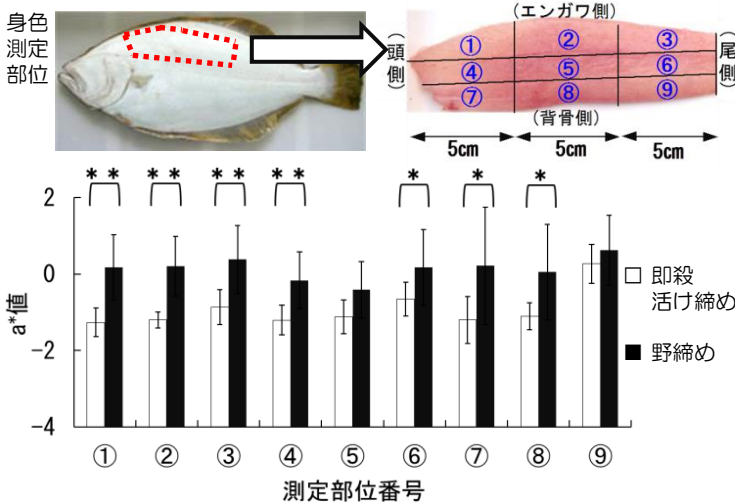 身色
測定
部位
(エンガワ側)
(頭側)
(尾側)
① ② ③
④ ⑤ ⑥
⑦ ⑧ ⑨
(背骨側)
5cm 5cm 5cm
** ** ** ** * * *
2
0
-2
-4
a*値
□ 即殺
活け締め
■ 野締め
① ② ③ ④ ⑤ ⑥ ⑦ ⑧ ⑨
測定部位番号